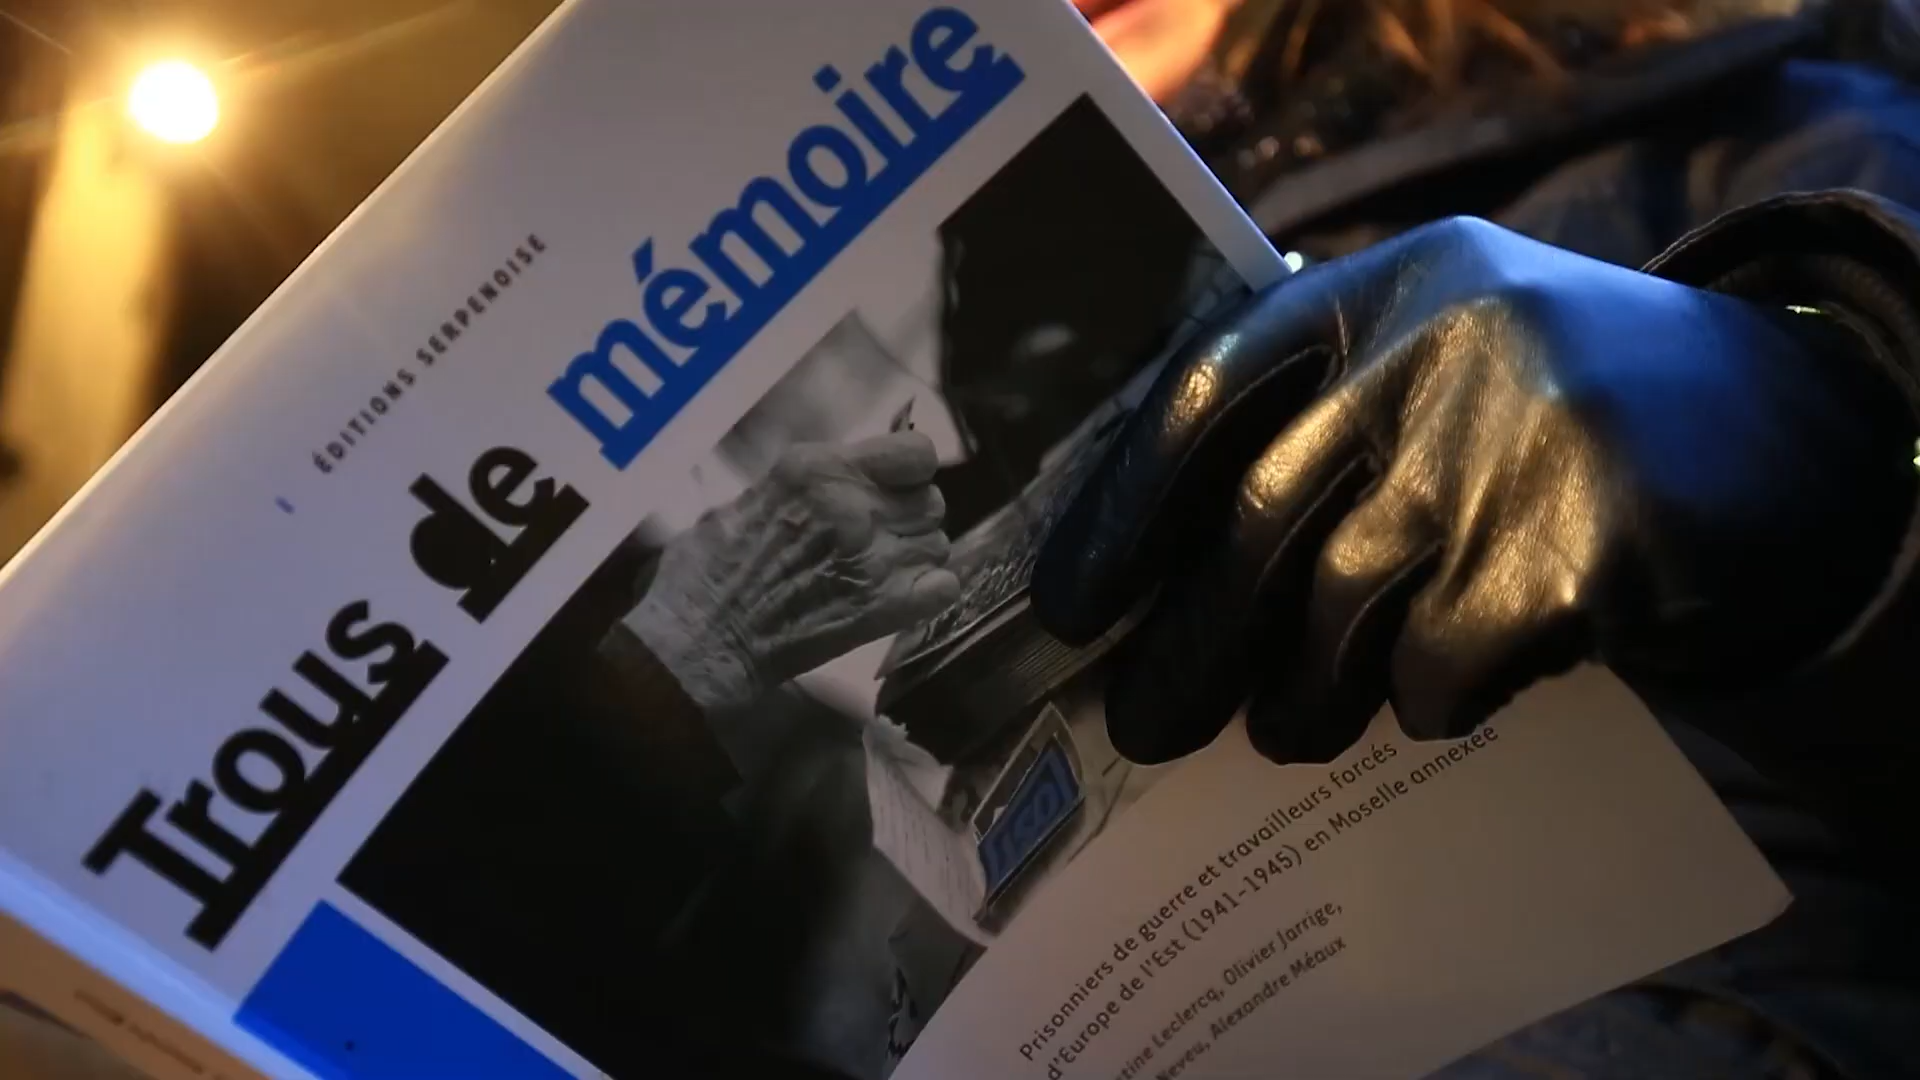 ÉDITIONS SERPENOISE
Trous de mémoire
Prisonniers de guerre et travailleurs forcés
d'Europe de l'Est (1941-1945) en Moselle annexée
Leclercq, Olivier Jarrige,
Neveu, Alexandre Méaux